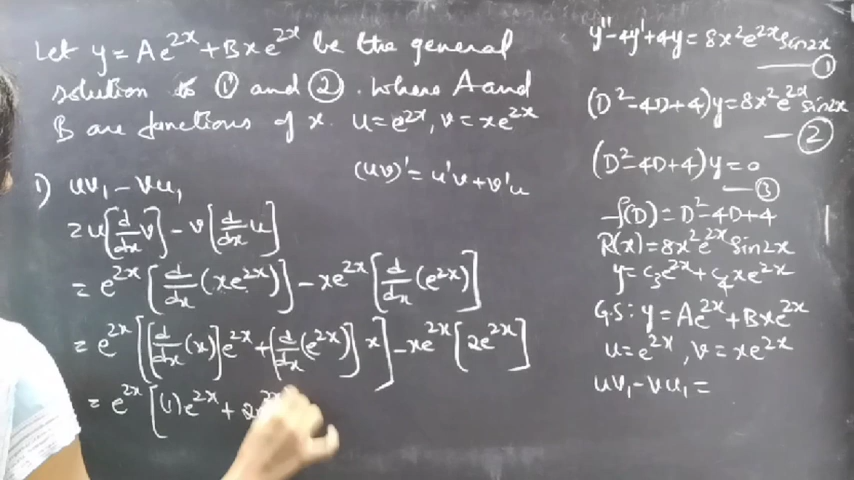 Let y = Ae^{2x} + Bxe^{2x} be the general
solution ① and ②. where A and
B are functions of x. u = e^{2x}, v = xe^{2x}
1) uv₁ - vu₁
(uv)' = u'v + v'u
= u[d/dx v] - v[d/dx u]
= e^{2x} [d/dx (xe^{2x})] - xe^{2x} [d/dx (e^{2x})]
= e^{2x} [[d/dx (x)] e^{2x} + [d/dx (e^{2x})] x] - xe^{2x} [2e^{2x}]
= e^{2x} [(1) e^{2x} + 2
y'' - 4y' + 4y = 8x² e^{2x} sin2x
— ①
(D² - 4D + 4) y = 8x² e^{2x} sin2x
— ②
(D² - 4D + 4) y = 0
— ③
f(D) = D² - 4D + 4
R(x) = 8x² e^{2x} sin2x
y = c₃e^{2x} + c₄xe^{2x}
G.S: y = Ae^{2x} + Bxe^{2x}
u = e^{2x}, v = xe^{2x}
uv₁ - vu₁ =